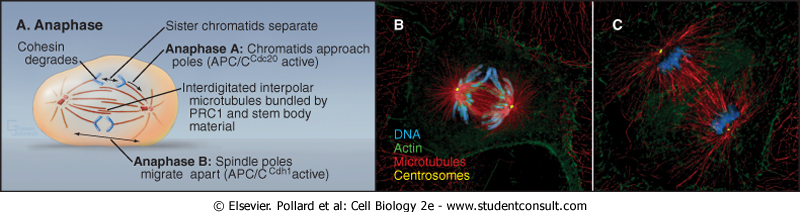 A. Anaphase
Sister chromatids separate
Cohesin
degrades
Anaphase A: Chromatids approach
poles (APC/C^Cdc20 active)
Interdigitated interpolar
microtubules bundled by
PRC1 and stem body
material
Anaphase B: Spindle poles
migrate apart (APC/C^Cdh1 active)
B
DNA
Actin
Microtubules
Centrosomes
C
© Elsevier. Pollard et al: Cell Biology 2e - www.studentconsult.com